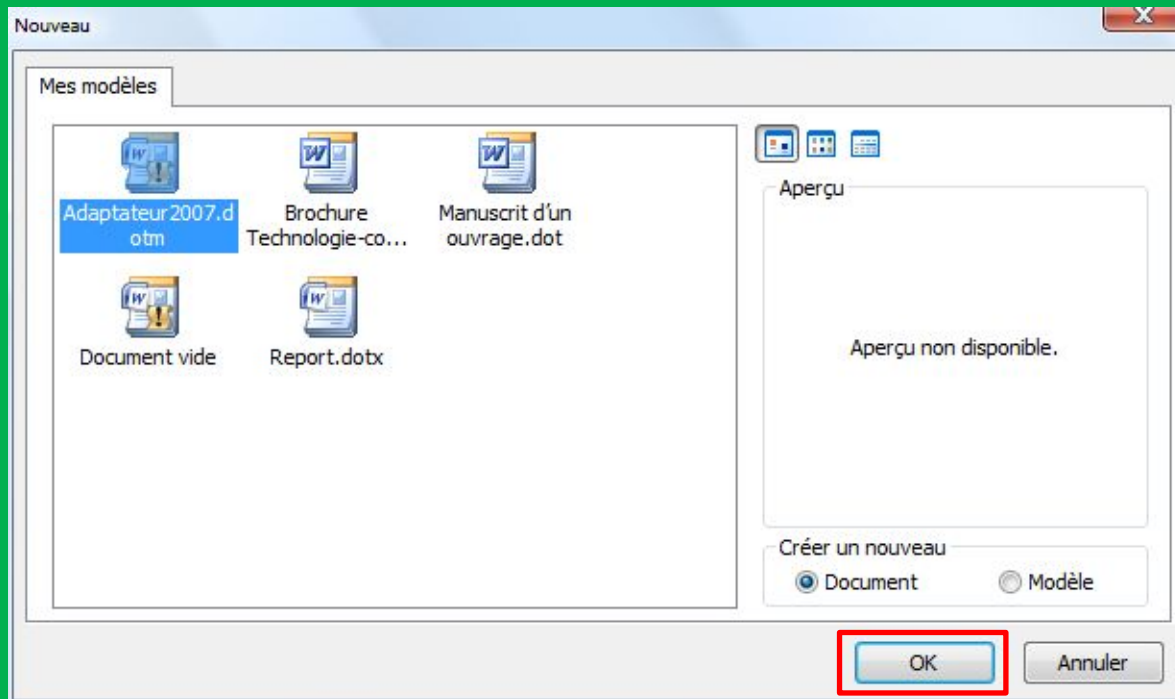 Nouveau
Mes modèles
Adaptateur2007.d
otm
Brochure
Technologie-co...
Manuscrit d'un
ouvrage.dot
Document vide
Report.dotx
Aperçu
Aperçu non disponible.
Créer un nouveau
Document
Modèle
OK
Annuler